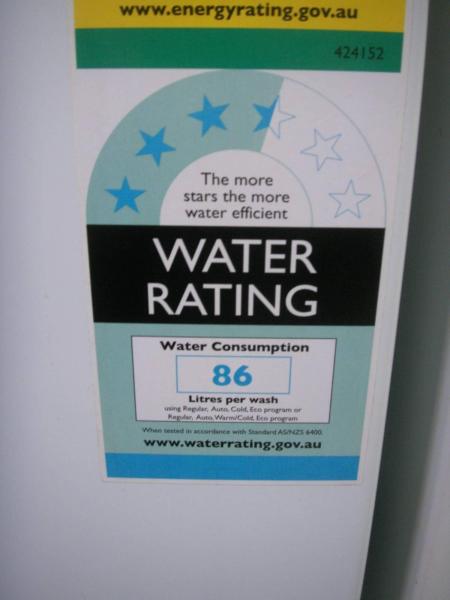 www.energyrating.gov.au
424152
The more
stars the more
water efficient
WATER
RATING
Water Consumption
86
Litres per wash
using Regular, Auto, Cold, Eco program or
Regular, Auto, Warm/Cold, Eco program
When tested in accordance with Standard AS/NZS 6400.
www.waterrating.gov.au